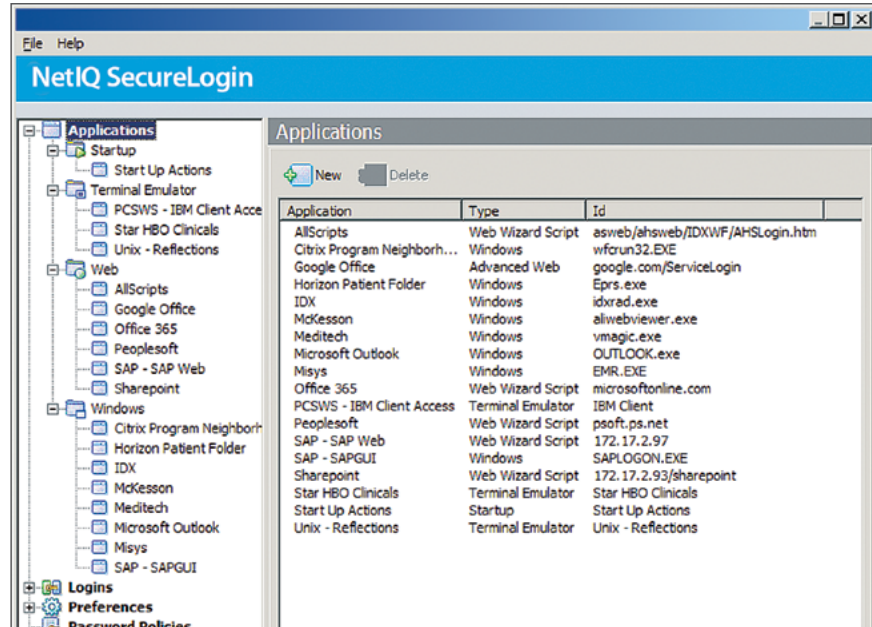 File Help
NetIQ SecureLogin
Applications
Startup
Start Up Actions
Terminal Emulator
PCSWS - IBM Client Acce
Star HBO Clinicals
Unix - Reflections
Web
AllScripts
Google Office
Office 365
Peoplesoft
SAP - SAP Web
Sharepoint
Windows
Citrix Program Neighborh
Horizon Patient Folder
IDX
McKesson
Meditech
Microsoft Outlook
Misys
SAP - SAPGUI
Logins
Preferences
Password Policies
Applications
New Delete
Application Type Id
AllScripts Web Wizard Script asweb/ahsweb/IDXWF/AHSLogin.htm
Citrix Program Neighborh... Windows wfcrun32.EXE
Google Office Advanced Web google.com/ServiceLogin
Horizon Patient Folder Windows Eprs.exe
IDX Windows idxrad.exe
McKesson Windows aliwebviewer.exe
Meditech Windows vmagic.exe
Microsoft Outlook Windows OUTLOOK.exe
Misys Windows EMR.EXE
Office 365 Web Wizard Script microsoftonline.com
PCSWS - IBM Client Access Terminal Emulator IBM Client
Peoplesoft Web Wizard Script psoft.ps.net
SAP - SAP Web Web Wizard Script 172.17.2.97
SAP - SAPGUI Windows SAPLOGON.EXE
Sharepoint Web Wizard Script 172.17.2.93/sharepoint
Star HBO Clinicals Terminal Emulator Star HBO Clinicals
Start Up Actions Startup Start Up Actions
Unix - Reflections Terminal Emulator Unix - Reflections